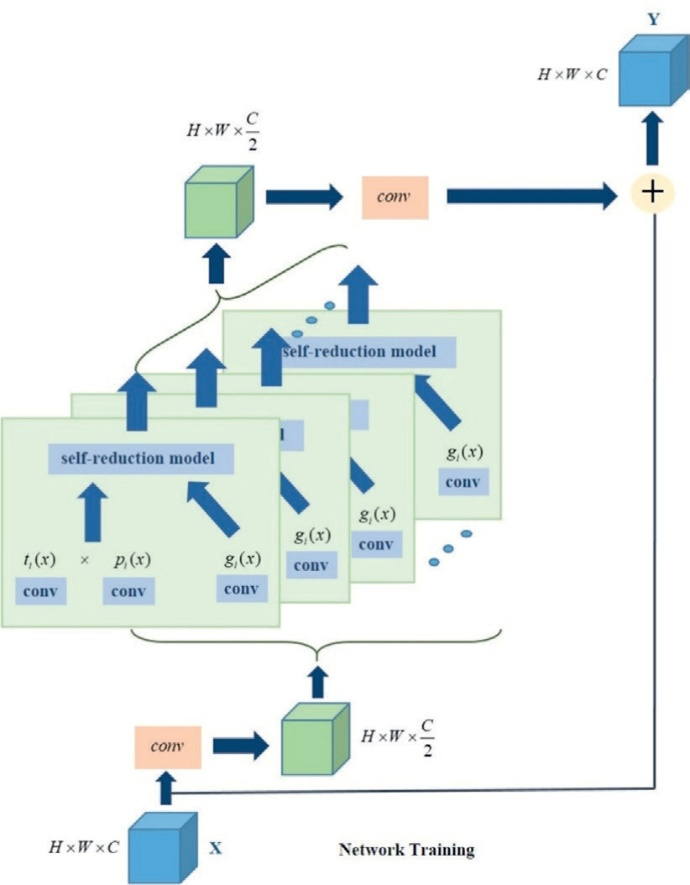 Y
H×W×C
H×W×C/2
conv
+
self-reduction model
g_i(x)
conv
self-reduction model
t_i(x) × p_i(x)
conv conv
g_i(x)
conv
g_i(x)
conv
g_i(x)
conv
conv
H×W×C/2
H×W×C
X
Network Training